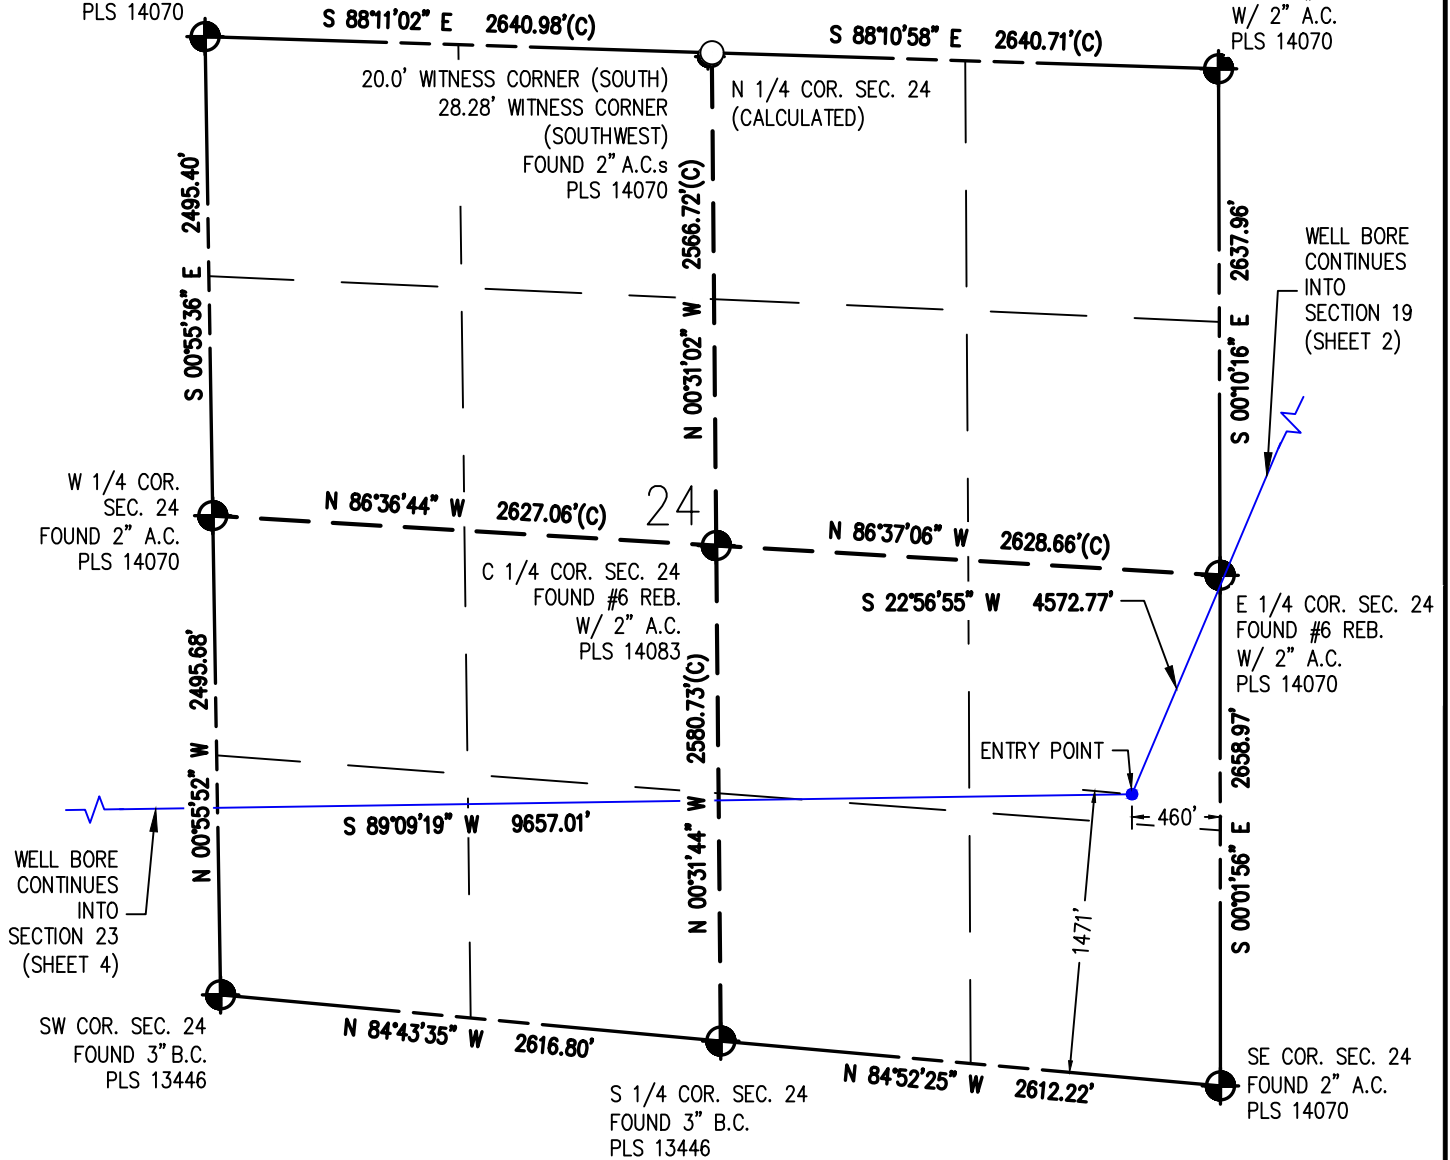 PLS 14070
S 88°11'02" E 2640.98'(C)
S 88°10'58" E 2640.71'(C)
W/ 2" A.C.
PLS 14070
20.0' WITNESS CORNER (SOUTH)
28.28' WITNESS CORNER
(SOUTHWEST)
FOUND 2" A.C.s
PLS 14070
N 1/4 COR. SEC. 24
(CALCULATED)
S 00°55'36" E 2495.40'
N 00°31'02" W 2566.72'(C)
S 00°10'16" E 2637.96'
WELL BORE
CONTINUES
INTO
SECTION 19
(SHEET 2)
W 1/4 COR.
SEC. 24
FOUND 2" A.C.
PLS 14070
N 86°36'44" W 2627.06'(C)
24
N 86°37'06" W 2628.66'(C)
C 1/4 COR. SEC. 24
FOUND #6 REB.
W/ 2" A.C.
PLS 14083
S 22°56'55" W 4572.77'
E 1/4 COR. SEC. 24
FOUND #6 REB.
W/ 2" A.C.
PLS 14070
N 00°55'52" W 2495.68'
N 00°31'44" W 2580.73'(C)
ENTRY POINT
460'
S 00°01'56" E 2658.97'
S 89°09'19" W 9657.01'
1471'
WELL BORE
CONTINUES
INTO
SECTION 23
(SHEET 4)
SW COR. SEC. 24
FOUND 3" B.C.
PLS 13446
N 84°43'35" W 2616.80'
S 1/4 COR. SEC. 24
FOUND 3" B.C.
PLS 13446
N 84°52'25" W 2612.22'
SE COR. SEC. 24
FOUND 2" A.C.
PLS 14070